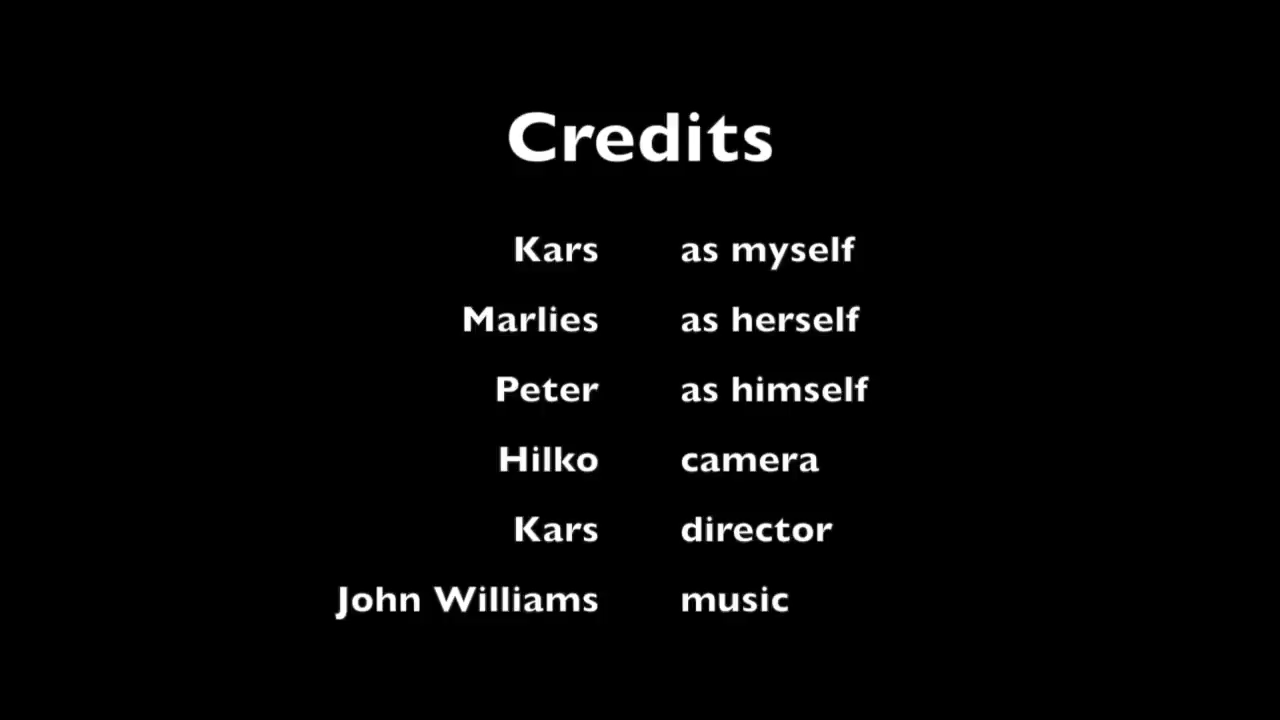 Credits
Kars as myself
Marlies as herself
Peter as himself
Hilko camera
Kars director
John Williams music